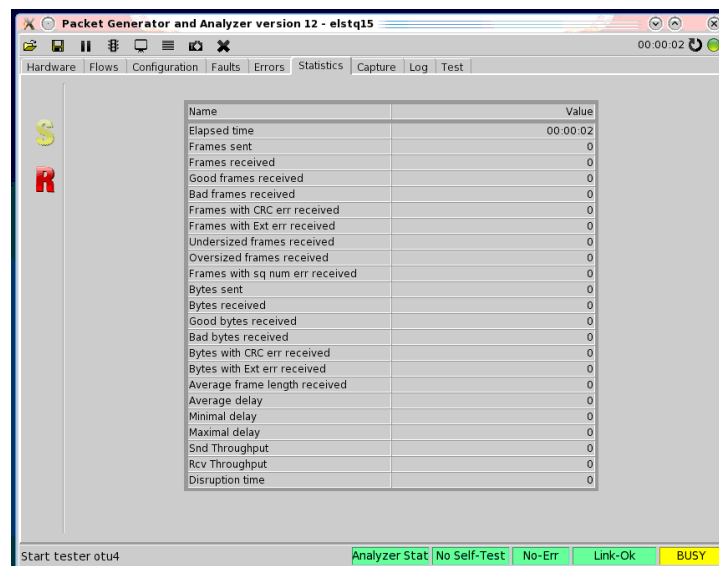 Packet Generator and Analyzer version 12 - elstq15
00:00:02
Hardware Flows Configuration Faults Errors Statistics Capture Log Test
S
R
Name Value
Elapsed time 00:00:02
Frames sent 0
Frames received 0
Good frames received 0
Bad frames received 0
Frames with CRC err received 0
Frames with Ext err received 0
Undersized frames received 0
Oversized frames received 0
Frames with sq num err received 0
Bytes sent 0
Bytes received 0
Good bytes received 0
Bad bytes received 0
Bytes with CRC err received 0
Bytes with Ext err received 0
Average frame length received 0
Average delay 0
Minimal delay 0
Maximal delay 0
Snd Throughput 0
Rcv Throughput 0
Disruption time 0
Start tester otu4 Analyzer Stat No Self-Test No-Err Link-Ok BUSY